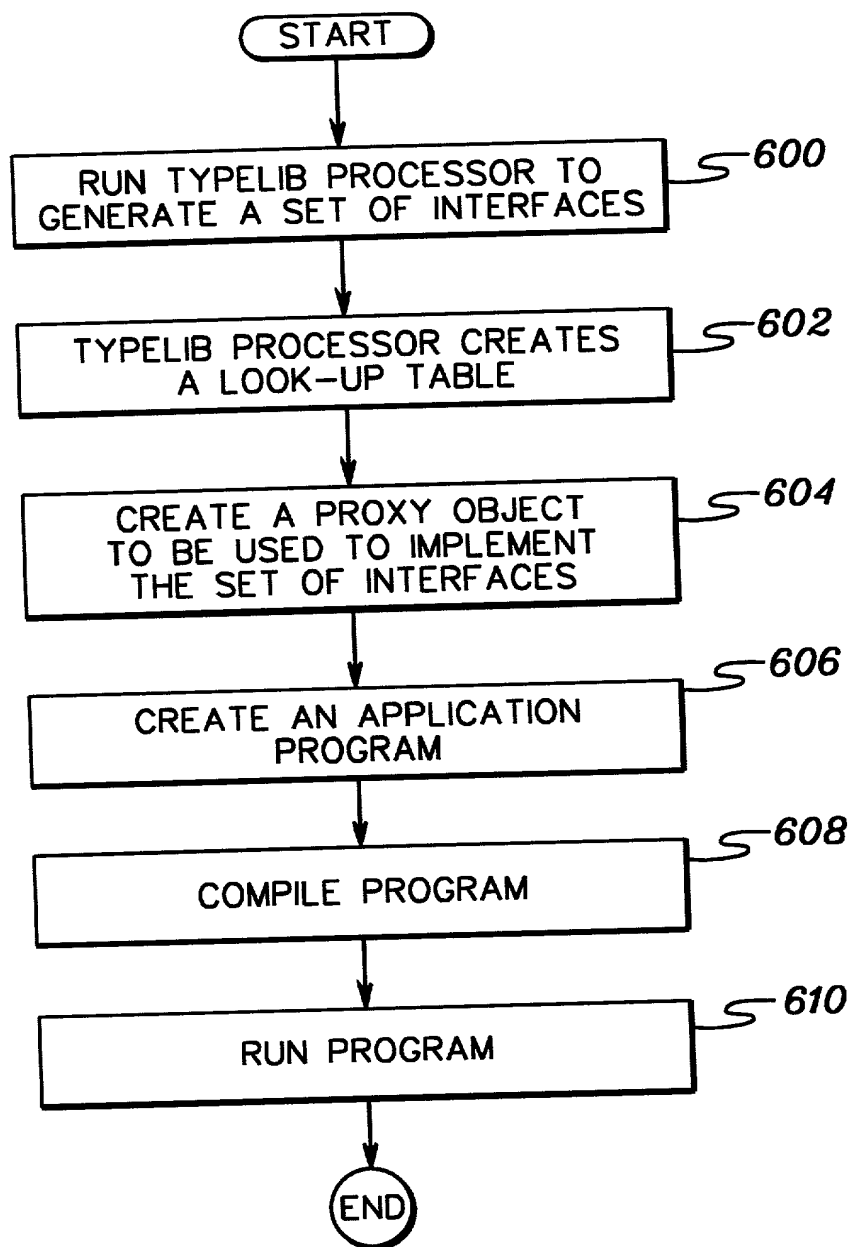 START
RUN TYPELIB PROCESSOR TO
GENERATE A SET OF INTERFACES
600
TYPELIB PROCESSOR CREATES
A LOOK-UP TABLE
602
CREATE A PROXY OBJECT
TO BE USED TO IMPLEMENT
THE SET OF INTERFACES
604
CREATE AN APPLICATION
PROGRAM
606
COMPILE PROGRAM
608
RUN PROGRAM
610
END